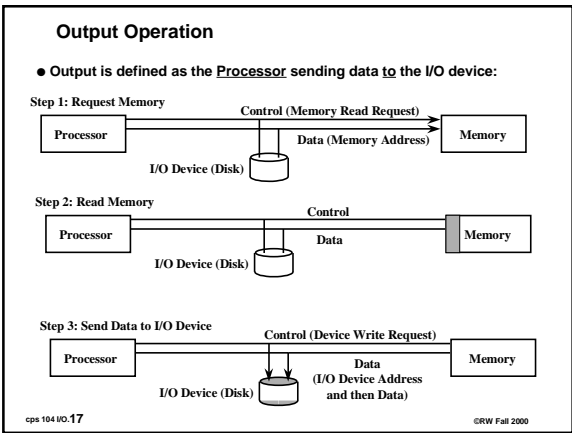 Output Operation
● Output is defined as the Processor sending data to the I/O device:
Step 1: Request Memory
Control (Memory Read Request)
Processor
Data (Memory Address)
Memory
I/O Device (Disk)
Step 2: Read Memory
Control
Processor
Data
Memory
I/O Device (Disk)
Step 3: Send Data to I/O Device
Control (Device Write Request)
Processor
Data
(I/O Device Address
and then Data)
Memory
I/O Device (Disk)
cps 104 I/O.17
©RW Fall 2000